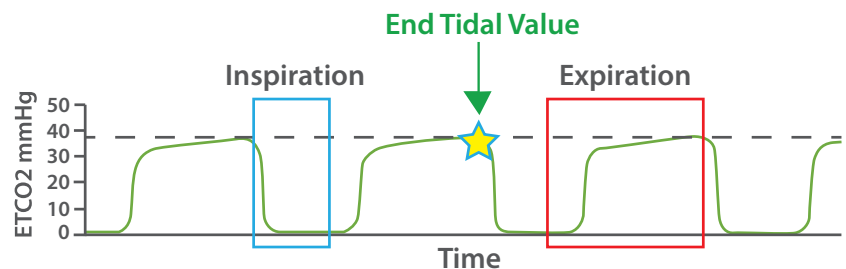 End Tidal Value
Inspiration
Expiration
ETCO2 mmHg
50
40
30
20
10
0
Time